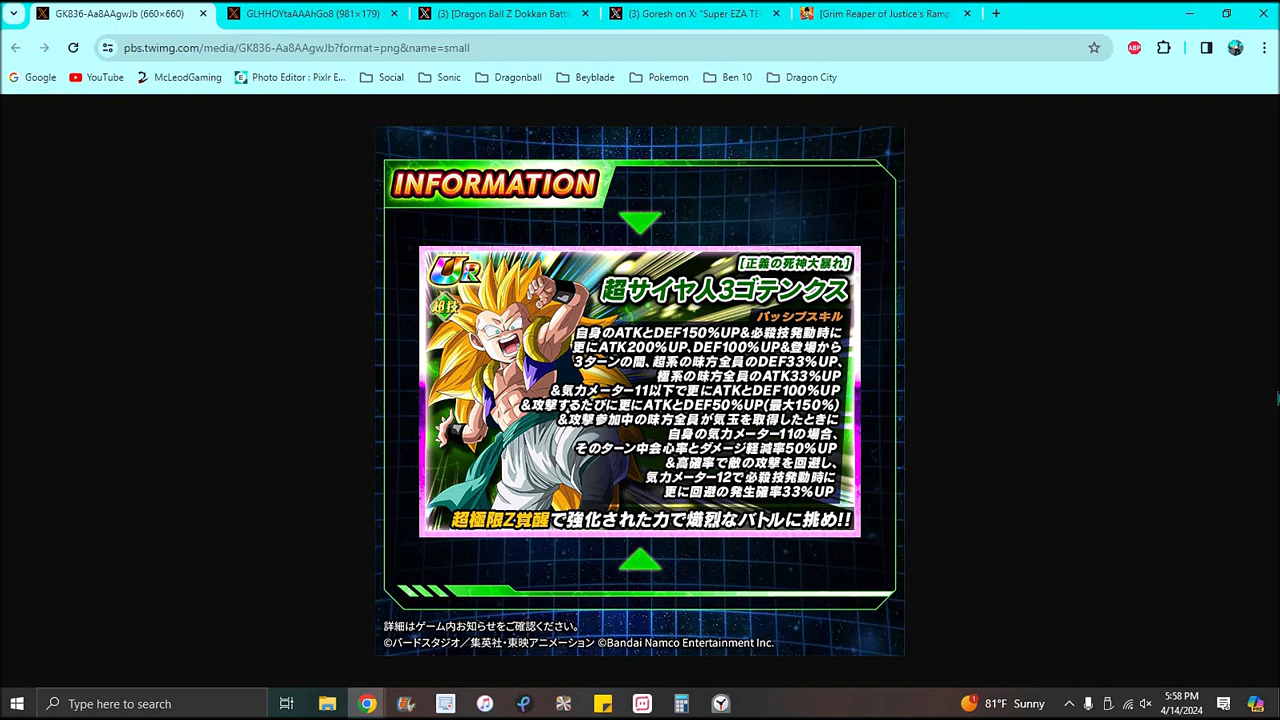 GK836-Aa8AAgwJb (660×660)
GLHHOYtaAAAhGo8 (981×179)
(3) [Dragon Ball Z Dokkan Battl
(3) Goresh on X: "Super EZA TE
[Grim Reaper of Justice's Ramp
pbs.twimg.com/media/GK836-Aa8AAgwJb?format=png&name=small
ABP
Google
YouTube
McLeodGaming
Photo Editor : Pixlr E...
Social
Sonic
Dragonball
Beyblade
Pokemon
Ben 10
Dragon City
INFORMATION
UR
超技
[正義の死神大暴れ]
超サイヤ人3ゴテンクス
パッシブスキル
自身のATKとDEF150%UP&必殺技発動時に
更にATK200%UP、DEF100%UP&登場から
3ターンの間、超系の味方全員のDEF33%UP、
極系の味方全員のATK33%UP
&気力メーター11以下で更にATKとDEF100%UP
&攻撃するたびに更にATKとDEF50%UP(最大150%)
&攻撃参加中の味方全員が気玉を取得したときに
自身の気力メーター11の場合、
そのターン中会心率とダメージ軽減率50%UP
&高確率で敵の攻撃を回避し、
気力メーター12で必殺技発動時に
更に回避の発生確率33%UP
超極限Z覚醒で強化された力で熾烈なバトルに挑め!!
詳細はゲーム内お知らせをご確認ください。
©バードスタジオ／集英社・東映アニメーション ©Bandai Namco Entertainment Inc.
Type here to search
81°F Sunny
5:58 PM
4/14/2024